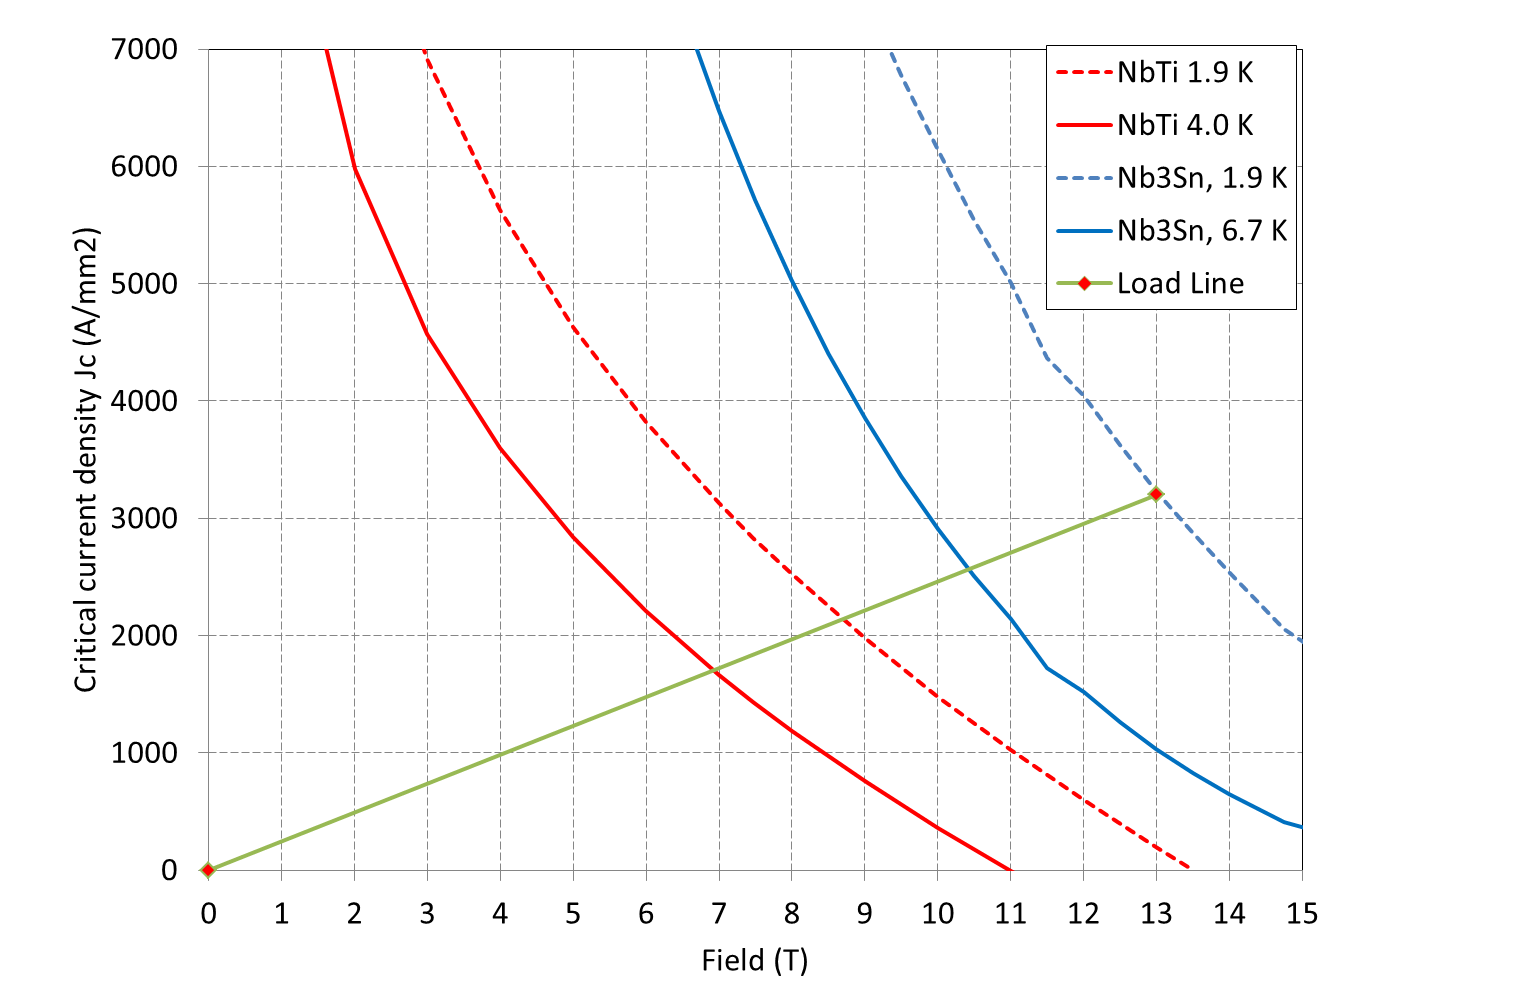 7000
6000
5000
4000
3000
2000
1000
0
Critical current density Jc (A/mm2)
NbTi 1.9 K
NbTi 4.0 K
Nb3Sn, 1.9 K
Nb3Sn, 6.7 K
Load Line
0 1 2 3 4 5 6 7 8 9 10 11 12 13 14 15
Field (T)